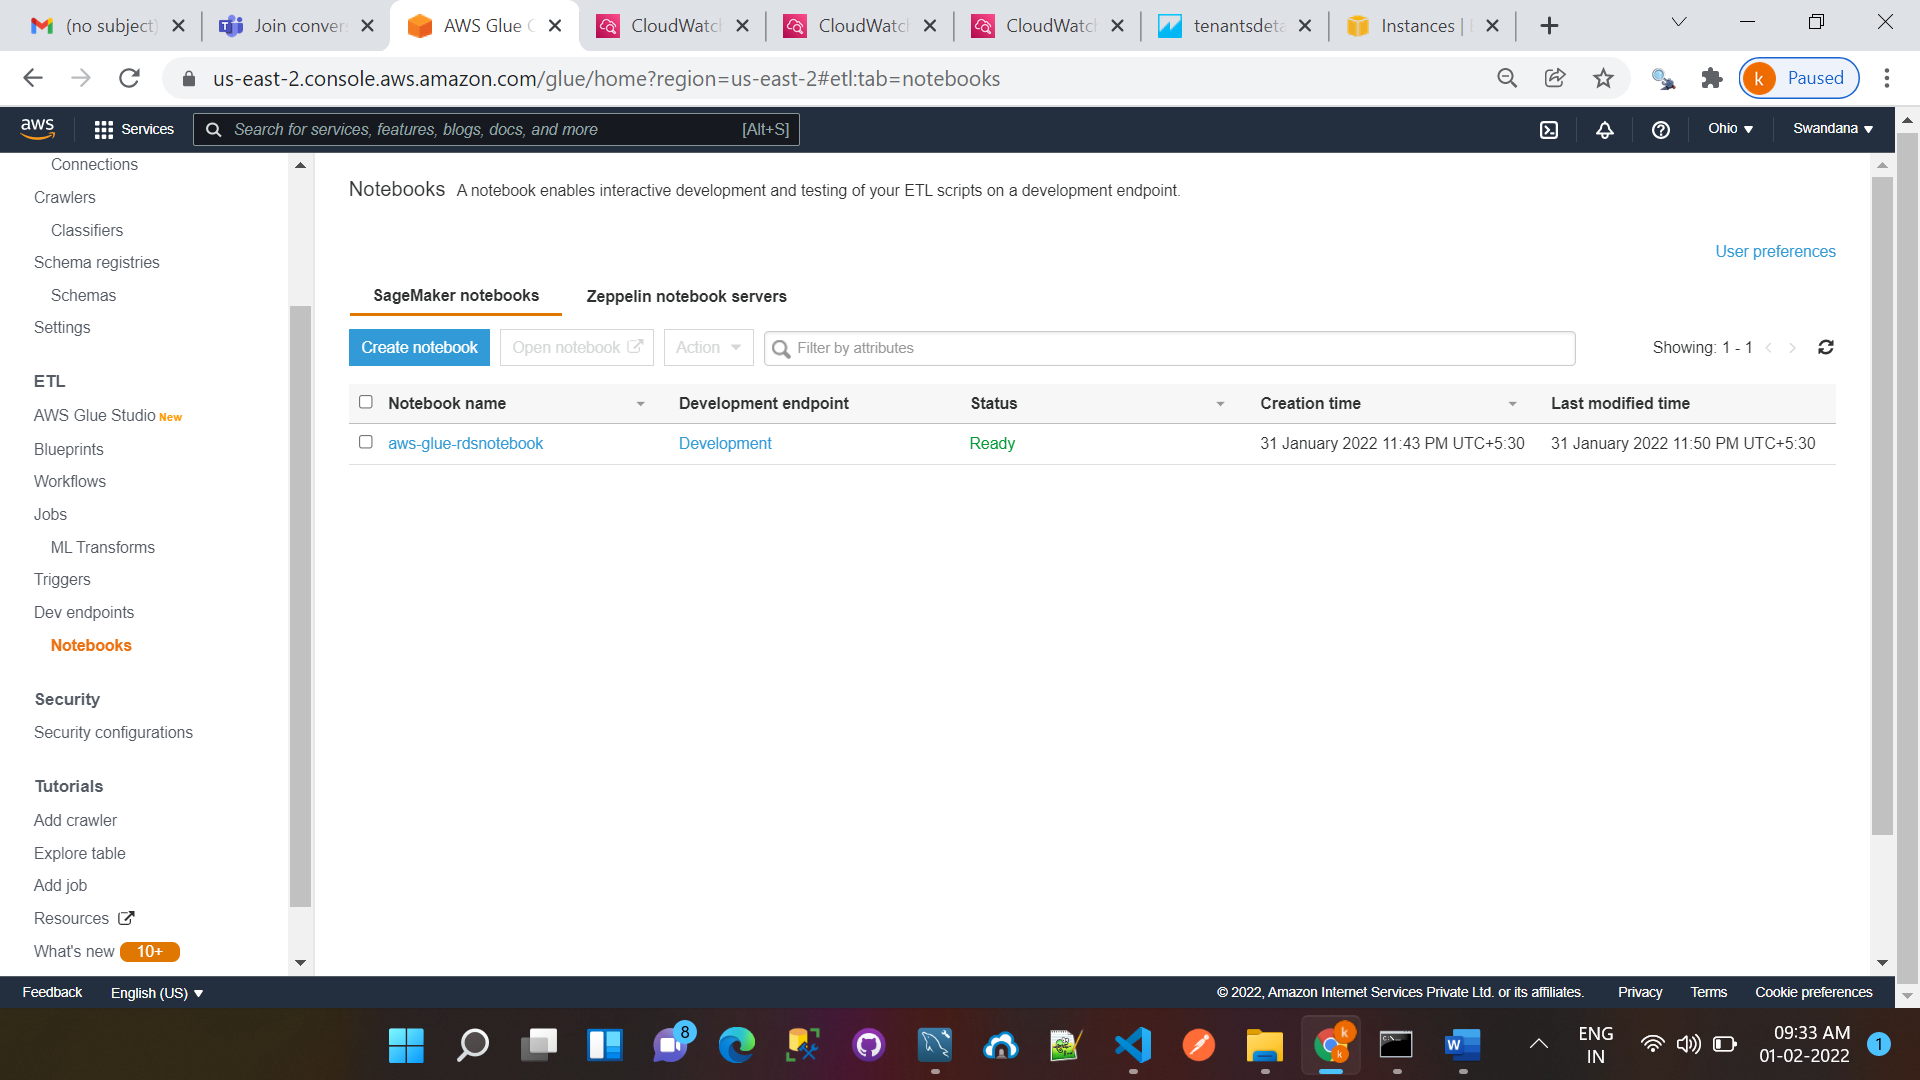 (no subject)
Join conver
AWS Glue C
CloudWatch
CloudWatch
CloudWatch
tenantsdeta
Instances | E
us-east-2.console.aws.amazon.com/glue/home?region=us-east-2#etl:tab=notebooks
k
Paused
aws
Services
Search for services, features, blogs, docs, and more
[Alt+S]
Ohio
Swandana
Connections
Crawlers
Classifiers
Schema registries
Schemas
Settings
ETL
AWS Glue Studio New
Blueprints
Workflows
Jobs
ML Transforms
Triggers
Dev endpoints
Notebooks
Security
Security configurations
Tutorials
Add crawler
Explore table
Add job
Resources
What's new 10+
Notebooks A notebook enables interactive development and testing of your ETL scripts on a development endpoint.
User preferences
SageMaker notebooks Zeppelin notebook servers
Create notebook Open notebook Action Filter by attributes Showing: 1 - 1
Notebook name Development endpoint Status Creation time Last modified time
aws-glue-rdsnotebook Development Ready 31 January 2022 11:43 PM UTC+5:30 31 January 2022 11:50 PM UTC+5:30
Feedback English (US) © 2022, Amazon Internet Services Private Ltd. or its affiliates. Privacy Terms Cookie preferences
8
ENG
IN
09:33 AM
01-02-2022
1